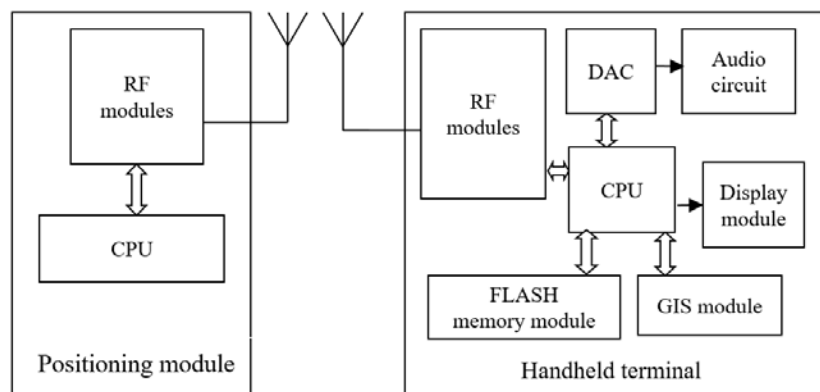 RF
modules
CPU
Positioning module
RF
modules
DAC
Audio
circuit
CPU
Display
module
FLASH
memory module
GIS module
Handheld terminal